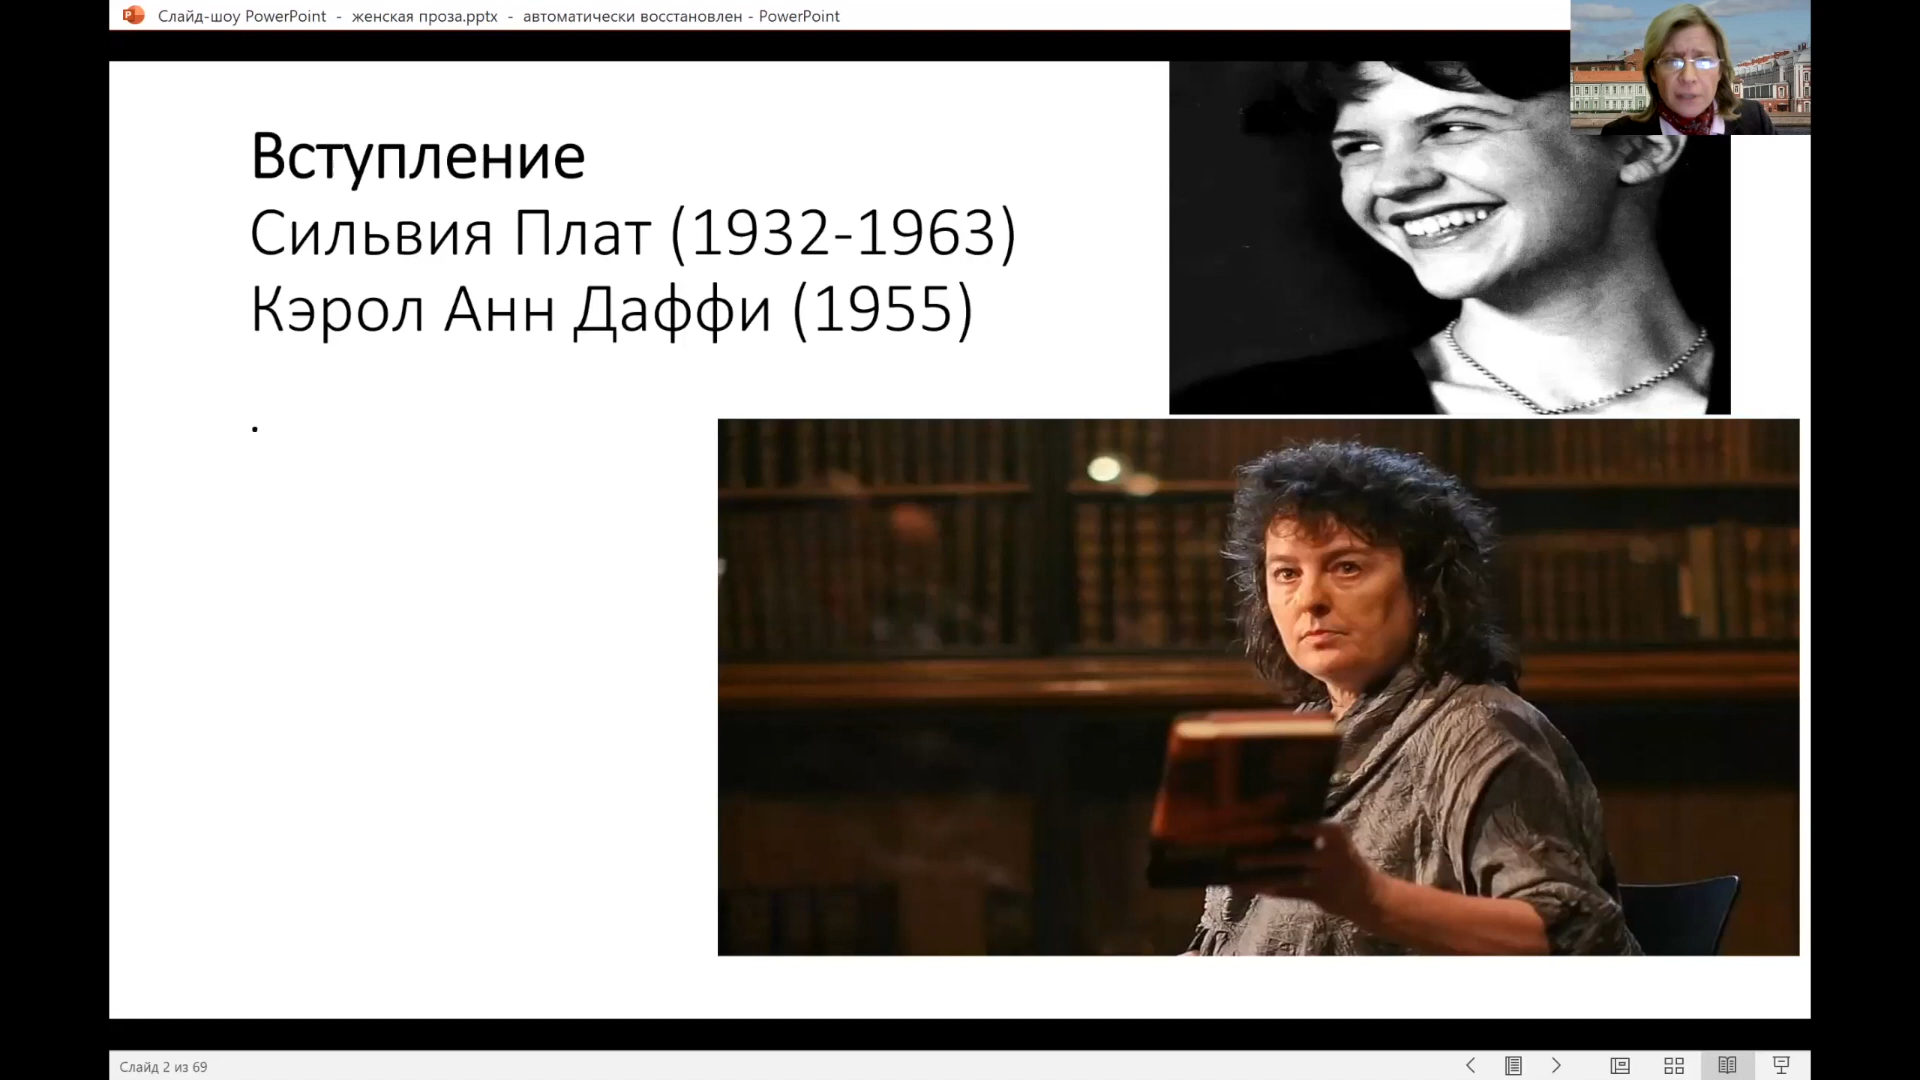 Слайд-шоу PowerPoint - женская проза.pptx - автоматически восстановлен - PowerPoint
Вступление
Сильвия Плат (1932-1963)
Кэрол Анн Даффи (1955)
.
Слайд 2 из 69